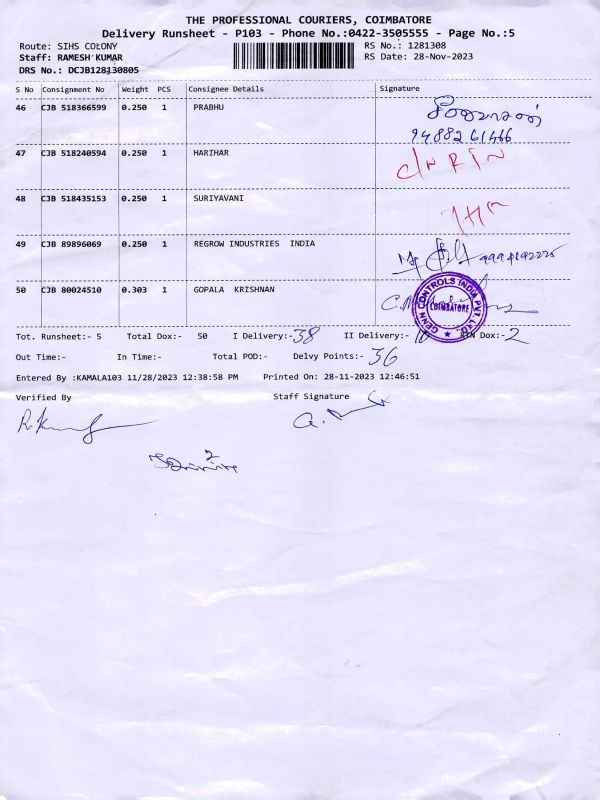 THE PROFESSIONAL COURIERS, COIMBATORE
Delivery Runsheet - P103 - Phone No.:0422-3505555 - Page No.:5
Route: SIHS COLONY
RS No.: 1281308
Staff: RAMESH KUMAR
RS Date: 28-Nov-2023
DRS No.: DCJB128130805
S No Consignment No Weight PCS Consignee Details Signature
46 CJB 518366599 0.250 1 PRABHU
94882 61466
47 CJB 518240594 0.250 1 HARIHAR
48 CJB 518435153 0.250 1 SURIYAVANI
49 CJB 89896069 0.250 1 REGROW INDUSTRIES INDIA
50 CJB 80024510 0.303 1 GOPALA KRISHNAN
GENN CONTROLS INDIA PVT. LTD.
COIMBATORE
Tot. Runsheet:- 5 Total Dox:- 50 I Delivery:- 38 II Delivery:- RTN Dox:- 2
Out Time:- In Time:- Total POD:- Delvy Points:- 36
Entered By :KAMALA103 11/28/2023 12:38:58 PM Printed On: 28-11-2023 12:46:51
Verified By Staff Signature